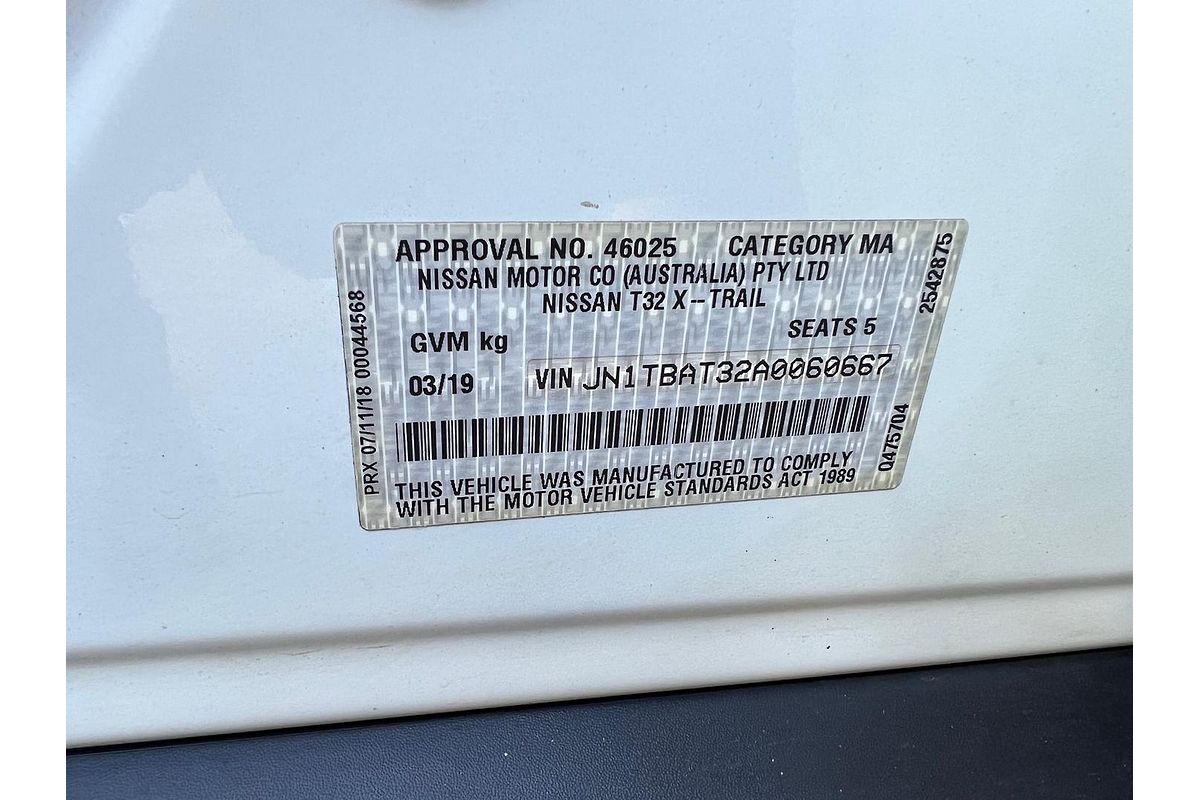 APPROVAL NO. 46025 CATEGORY MA
NISSAN MOTOR CO (AUSTRALIA) PTY LTD
NISSAN T32 X-TRAIL
GVM kg SEATS 5
03/19 VIN JN1TBAT32A0060667
THIS VEHICLE WAS MANUFACTURED TO COMPLY
WITH THE MOTOR VEHICLE STANDARDS ACT 1989
PRX 07/11/18 00044568
2542875
Q475704